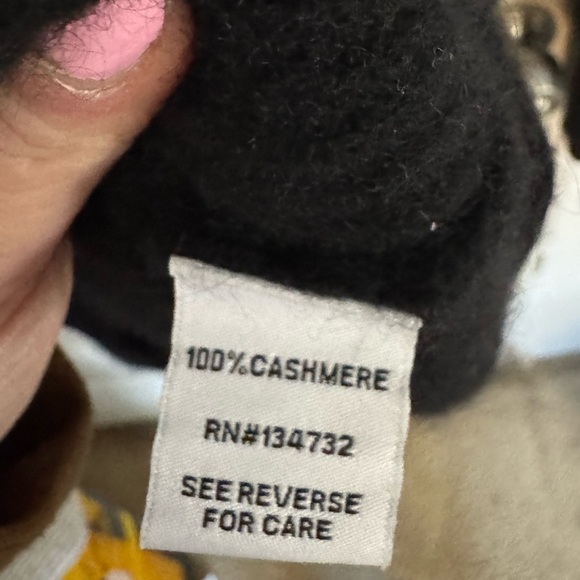 100%CASHMERE
RN#134732
SEE REVERSE
FOR CARE